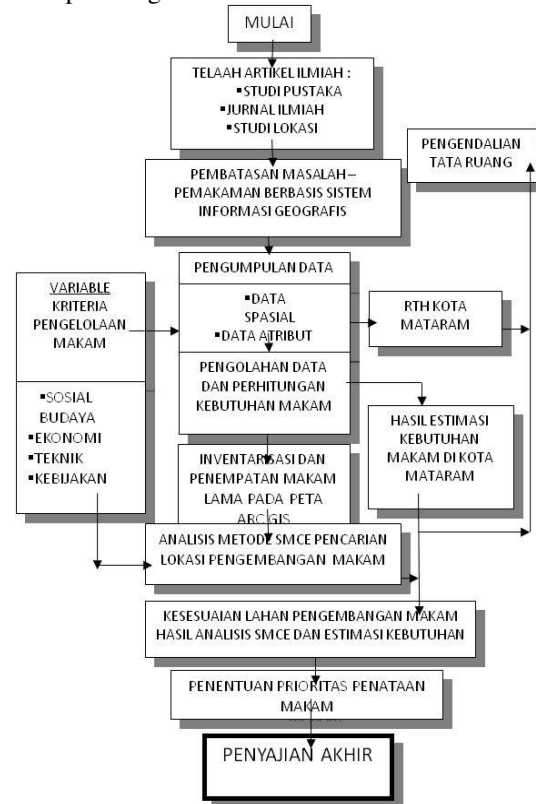 MULAI
TELAAH ARTIKEL ILMIAH :
▪STUDI PUSTAKA
▪JURNAL ILMIAH
▪STUDI LOKASI
PENGENDALIAN
TATA RUANG
PEMBATASAN MASALAH –
PEMAKAMAN BERBASIS SISTEM
INFORMASI GEOGRAFIS
PENGUMPULAN DATA
VARIABLE
KRITERIA
PENGELOLAAN
MAKAM
▪DATA
SPASIAL
▪DATA ATRIBUT
RTH KOTA
MATARAM
PENGOLAHAN DATA
DAN PERHITUNGAN
KEBUTUHAN MAKAM
▪SOSIAL
BUDAYA
▪EKONOMI
▪TEKNIK
▪KEBIJAKAN
HASIL ESTIMASI
KEBUTUHAN
MAKAM DI KOTA
MATARAM
INVENTARISASI DAN
PENEMPATAN MAKAM
LAMA PADA PETA
ARCGIS
ANALISIS METODE SMCE PENCARIAN
LOKASI PENGEMBANGAN MAKAM
KESESUAIAN LAHAN PENGEMBANGAN MAKAM
HASIL ANALISIS SMCE DAN ESTIMASI KEBUTUHAN
PENENTUAN PRIORITAS PENATAAN
MAKAM
PENYAJIAN AKHIR